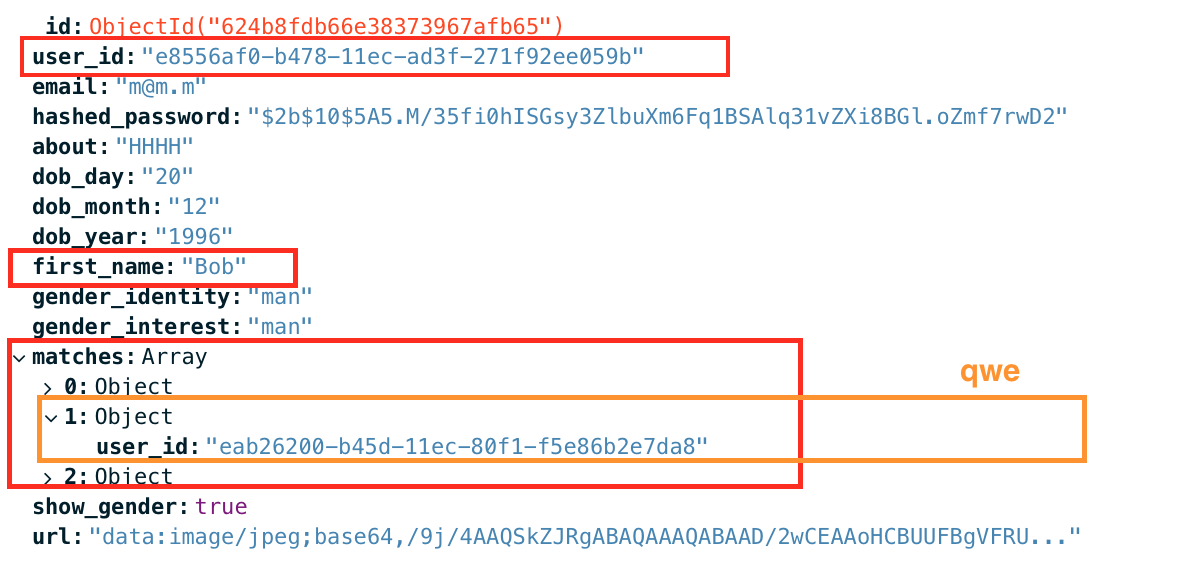 _id: ObjectId("624b8fdb66e38373967afb65")
user_id: "e8556af0-b478-11ec-ad3f-271f92ee059b"
email: "m@m.m"
hashed_password: "$2b$10$5A5.M/35fi0hISGsy3ZlbuXm6Fq1BSAlq31vZXi8BGl.oZmf7rwD2"
about: "HHHH"
dob_day: "20"
dob_month: "12"
dob_year: "1996"
first_name: "Bob"
gender_identity: "man"
gender_interest: "man"
matches: Array
qwe
0: Object
1: Object
user_id: "eab26200-b45d-11ec-80f1-f5e86b2e7da8"
2: Object
show_gender: true
url: "data:image/jpeg;base64,/9j/4AAQSkZJRgABAQAAAQABAAD/2wCEAAoHCBUUFBgVFRU..."